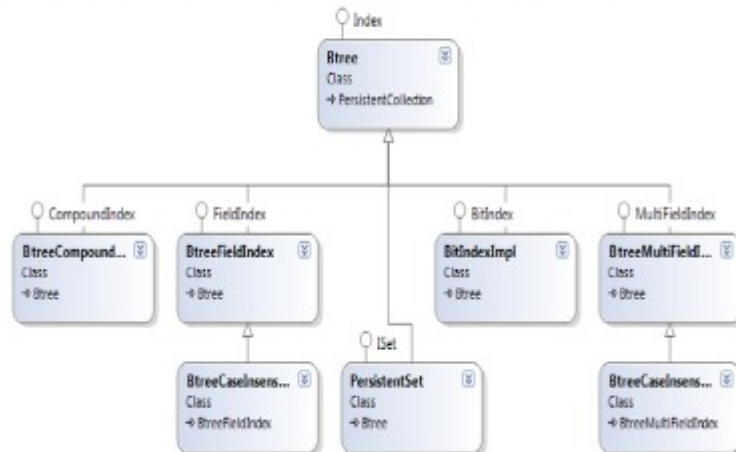 Index
Btree
Class
PersistentCollection
CompoundIndex
FieldIndex
BitIndex
MultiFieldIndex
BtreeCompound...
Class
Btree
BtreeFieldIndex
Class
Btree
BitIndexImpl
Class
Btree
BtreeMultiFieldI...
Class
Btree
ISet
BtreeCaseInsens...
Class
BtreeFieldIndex
PersistentSet
Class
Btree
BtreeCaseInsens...
Class
BtreeMultiFieldIndex